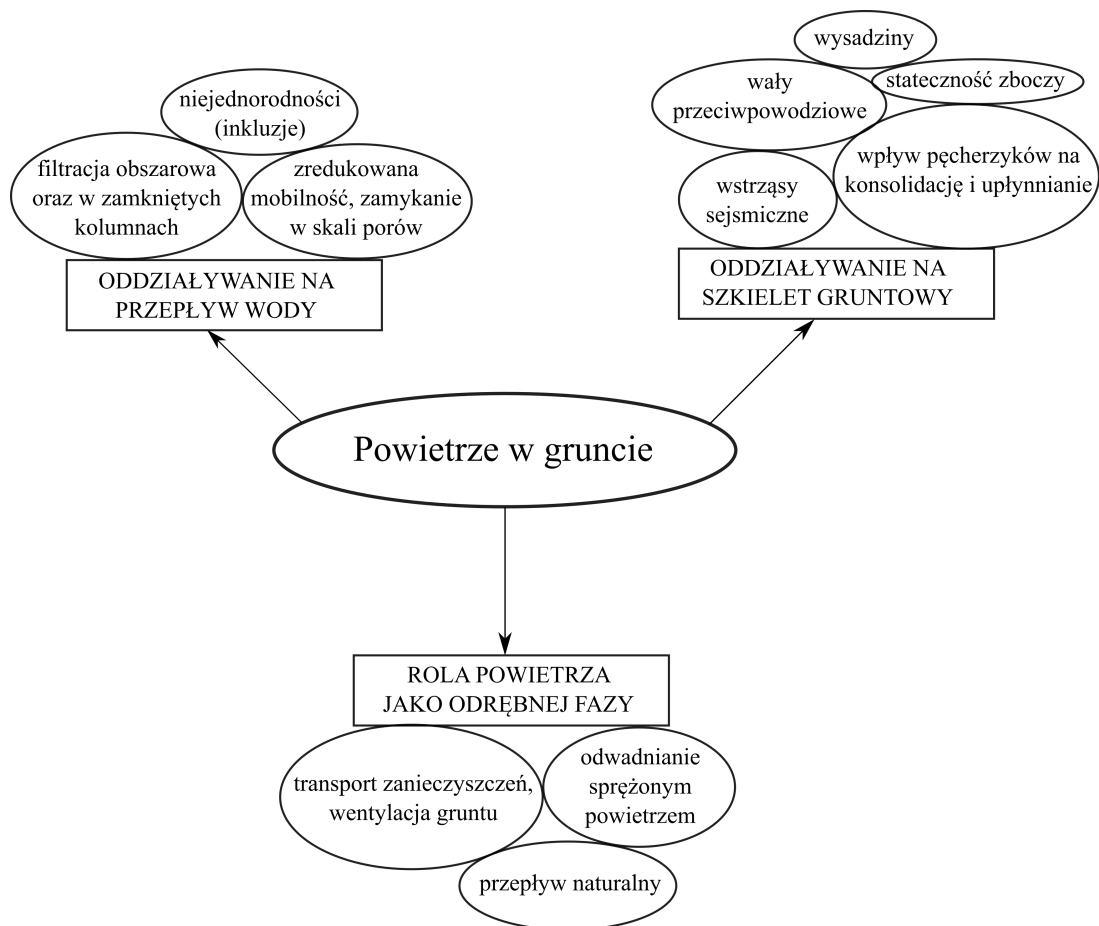 niejednorodności
(inkluzje)
filtracja obszarowa
oraz w zamkniętych
kolumnach
zredukowana
mobilność, zamykanie
w skali porów
ODDZIAŁYWANIE NA
PRZEPŁYW WODY
wysadziny
wały
przeciwpowodziowe
stateczność zboczy
wstrząsy
sejsmiczne
wpływ pęcherzyków na
konsolidację i upłynnianie
ODDZIAŁYWANIE NA
SZKIELET GRUNTOWY
Powietrze w gruncie
ROLA POWIETRZA
JAKO ODRĘBNEJ FAZY
transport zanieczyszczeń,
wentylacja gruntu
odwadnianie
sprężonym
powietrzem
przepływ naturalny